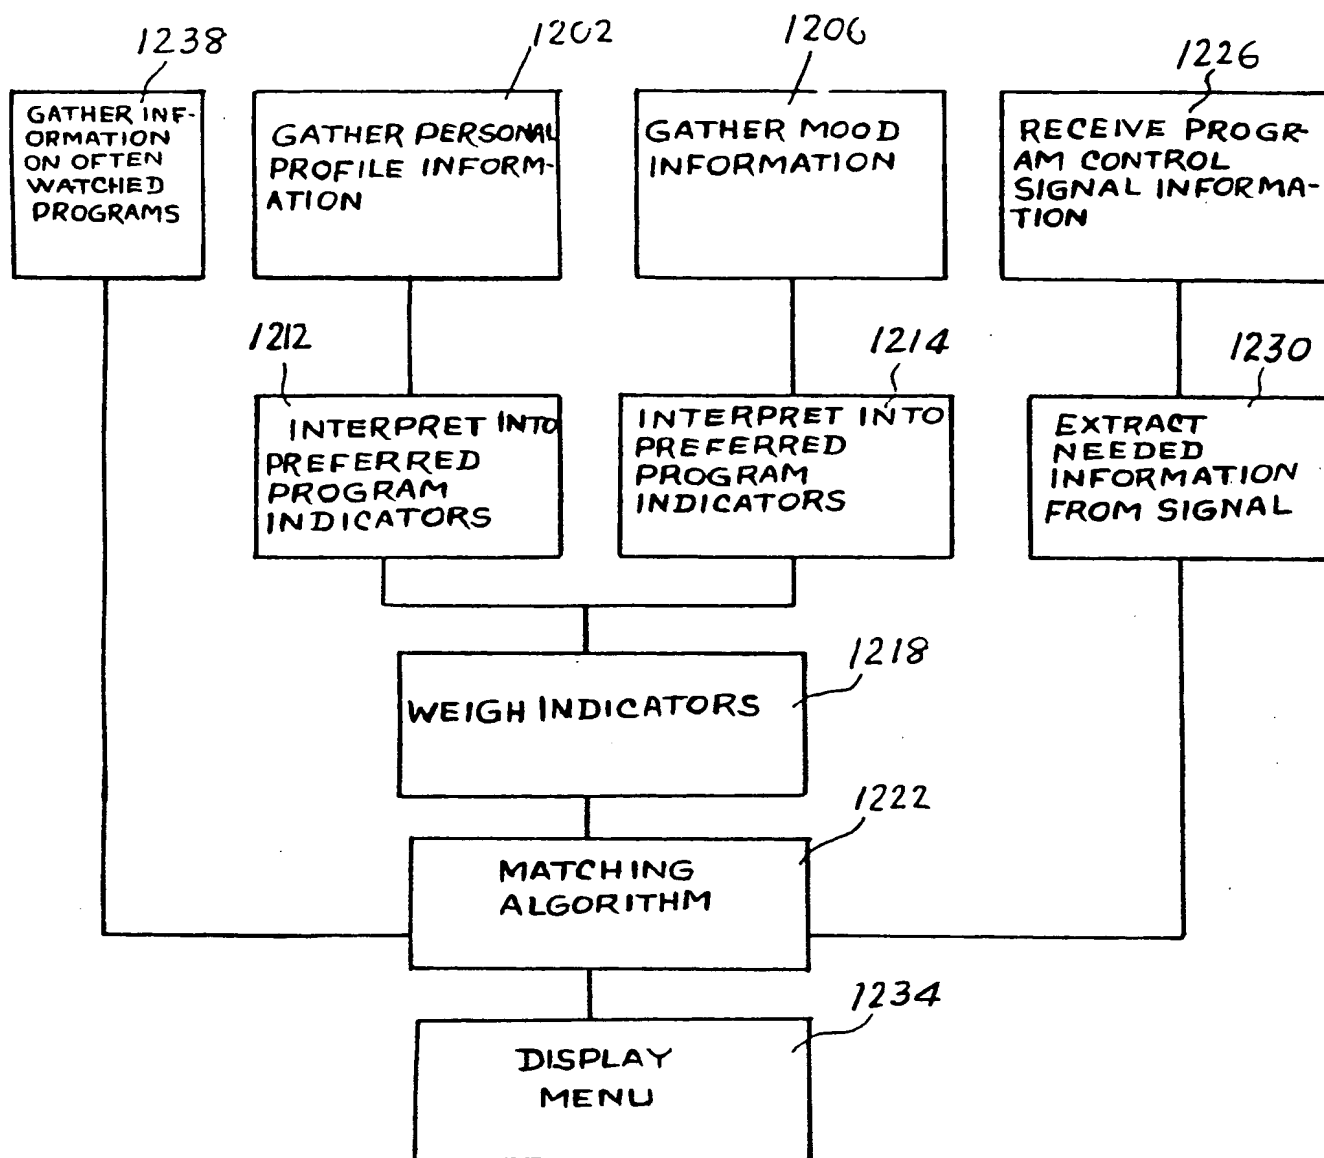 1238
1202
1206
1226
GATHER INF-
ORMATION
ON OFTEN
WATCHED
PROGRAMS
GATHER PERSONAL
PROFILE INFORM-
ATION
GATHER MOOD
INFORMATION
RECEIVE PROGR-
AM CONTROL
SIGNAL INFORMA-
TION
1212
1214
1230
INTERPRET INTO
PREFERRED
PROGRAM
INDICATORS
INTERPRET INTO
PREFERRED
PROGRAM
INDICATORS
EXTRACT
NEEDED
INFORMATION
FROM SIGNAL
1218
WEIGH INDICATORS
1222
MATCHING
ALGORITHM
1234
DISPLAY
MENU